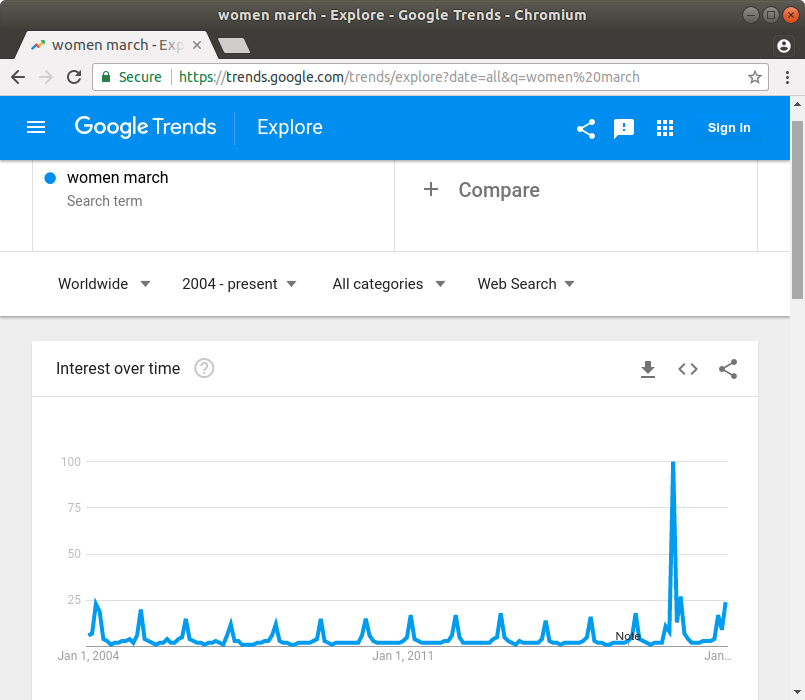 women march - Explore - Google Trends - Chromium
women march - Exp
Secure https://trends.google.com/trends/explore?date=all&q=women%20march
Google Trends Explore Sign in
women march
Search term
+ Compare
Worldwide 2004 - present All categories Web Search
Interest over time ?
100
75
50
25
Note
Jan 1, 2004 Jan 1, 2011 Jan...